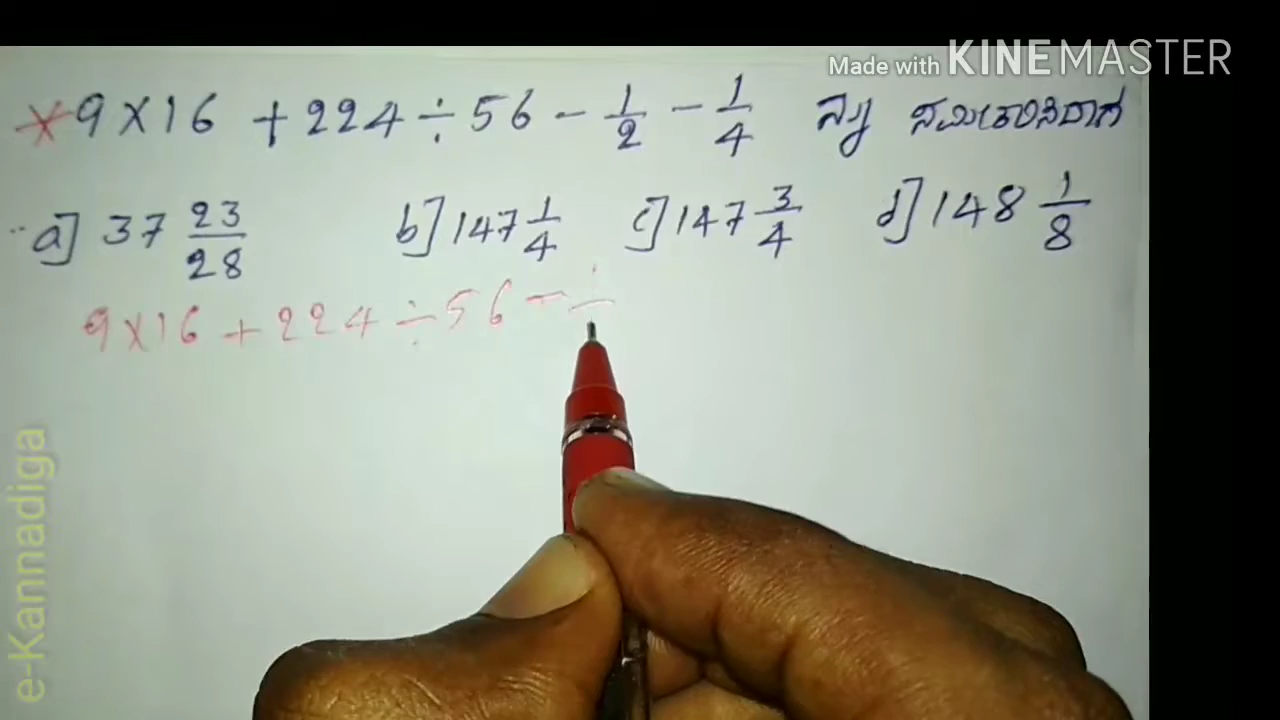 Made with KINEMASTER
9 × 16 + 224 ÷ 56 - 1/2 - 1/4 ನ್ನು
a] 37 23/28 b] 147 1/4 c] 147 3/4 d] 148 1/8
9 × 16 + 224 ÷ 56 -
e-Kannadiga